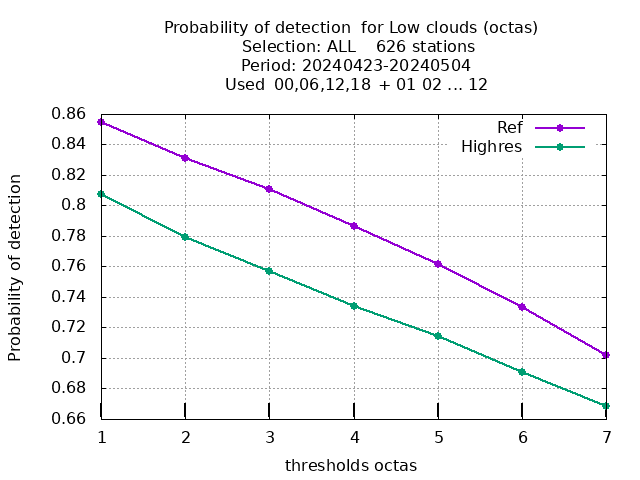 Probability of detection  for Low clouds (octas)
Selection: ALL    626 stations
Period: 20240423-20240504
Used  00,06,12,18 + 01 02 ... 12
Ref
Highres
0.86
0.84
0.82
0.8
0.78
0.76
0.74
0.72
0.7
0.68
0.66
Probability of detection
1 2 3 4 5 6 7
thresholds octas